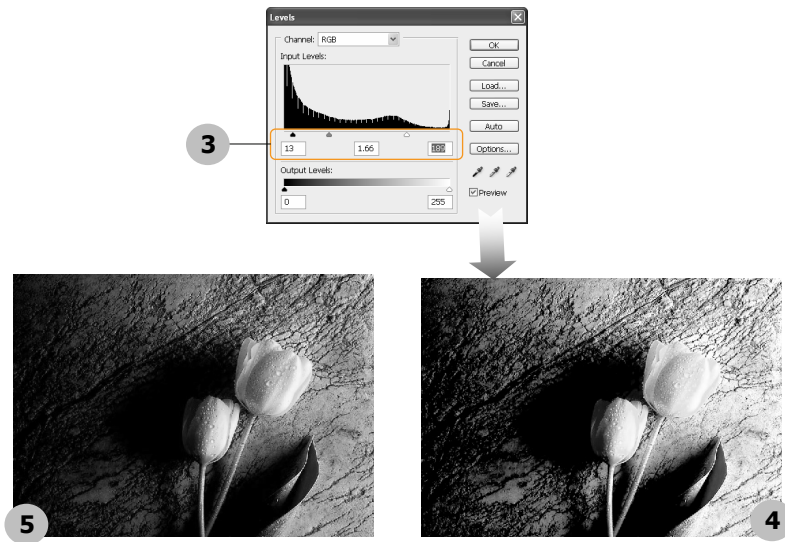 Levels
Channel: RGB
OK
Input Levels:
Cancel
Load...
Save...
Auto
3
13 1.66 189
Options...
Output Levels:
Preview
0 255
5
4